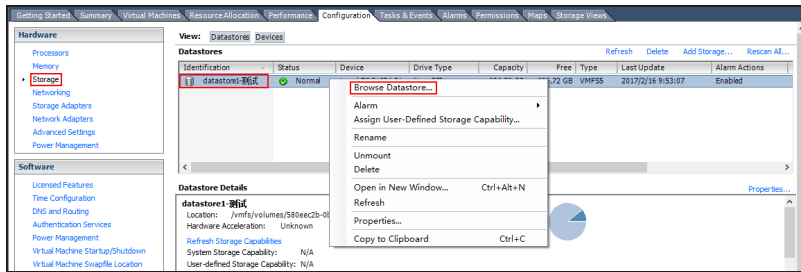 Getting Started Summary Virtual Machines Resource Allocation Performance Configuration Tasks & Events Alarms Permissions Maps Storage Views
Hardware
Processors
Memory
Storage
Networking
Storage Adapters
Network Adapters
Advanced Settings
Power Management
Software
Licensed Features
Time Configuration
DNS and Routing
Authentication Services
Power Management
Virtual Machine Startup/Shutdown
Virtual Machine Swapfile Location
View: Datastores Devices
Datastores
Refresh Delete Add Storage... Rescan All...
Identification Status Device Drive Type Capacity Free Type Last Update Alarm Actions
datastore1-测试 Normal .72 GB VMFS5 2017/2/16 9:53:07 Enabled
Browse Datastore...
Alarm
Assign User-Defined Storage Capability...
Rename
Unmount
Delete
Open in New Window... Ctrl+Alt+N
Refresh
Properties...
Copy to Clipboard Ctrl+C
Datastore Details
Properties...
datastore1-测试
Location: /vmfs/volumes/580eec2b-0b
Hardware Acceleration: Unknown
Refresh Storage Capabilities
System Storage Capability: N/A
User-defined Storage Capability: N/A